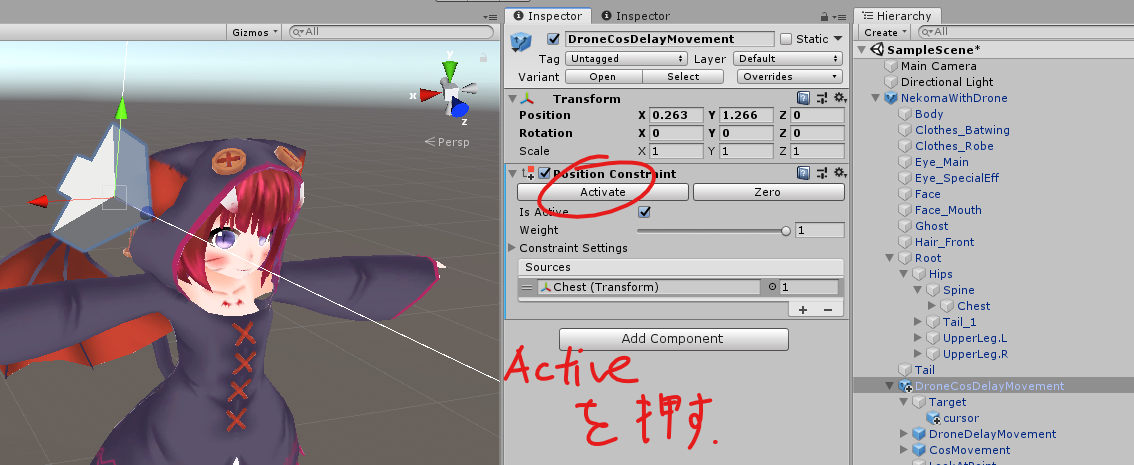 Gizmos
All
Inspector
Inspector
DroneCosDelayMovement
Static
Tag
Untagged
Layer
Default
Variant
Open
Select
Overrides
Transform
Position
X 0.263
Y 1.266
Z 0
Rotation
X 0
Y 0
Z 0
Scale
X 1
Y 1
Z 1
Position Constraint
Activate
Zero
Is Active
Weight
1
Constraint Settings
Sources
Chest (Transform)
1
+ −
Add Component
Active
を押す.
y
x
z
Persp
Hierarchy
Create
All
SampleScene*
Main Camera
Directional Light
NekomaWithDrone
Body
Clothes_Batwing
Clothes_Robe
Eye_Main
Eye_SpecialEff
Face
Face_Mouth
Ghost
Hair_Front
Root
Hips
Spine
Chest
Tail_1
UpperLeg.L
UpperLeg.R
Tail
DroneCosDelayMovement
Target
cursor
DroneDelayMovement
CosMovement
LookAtPoint